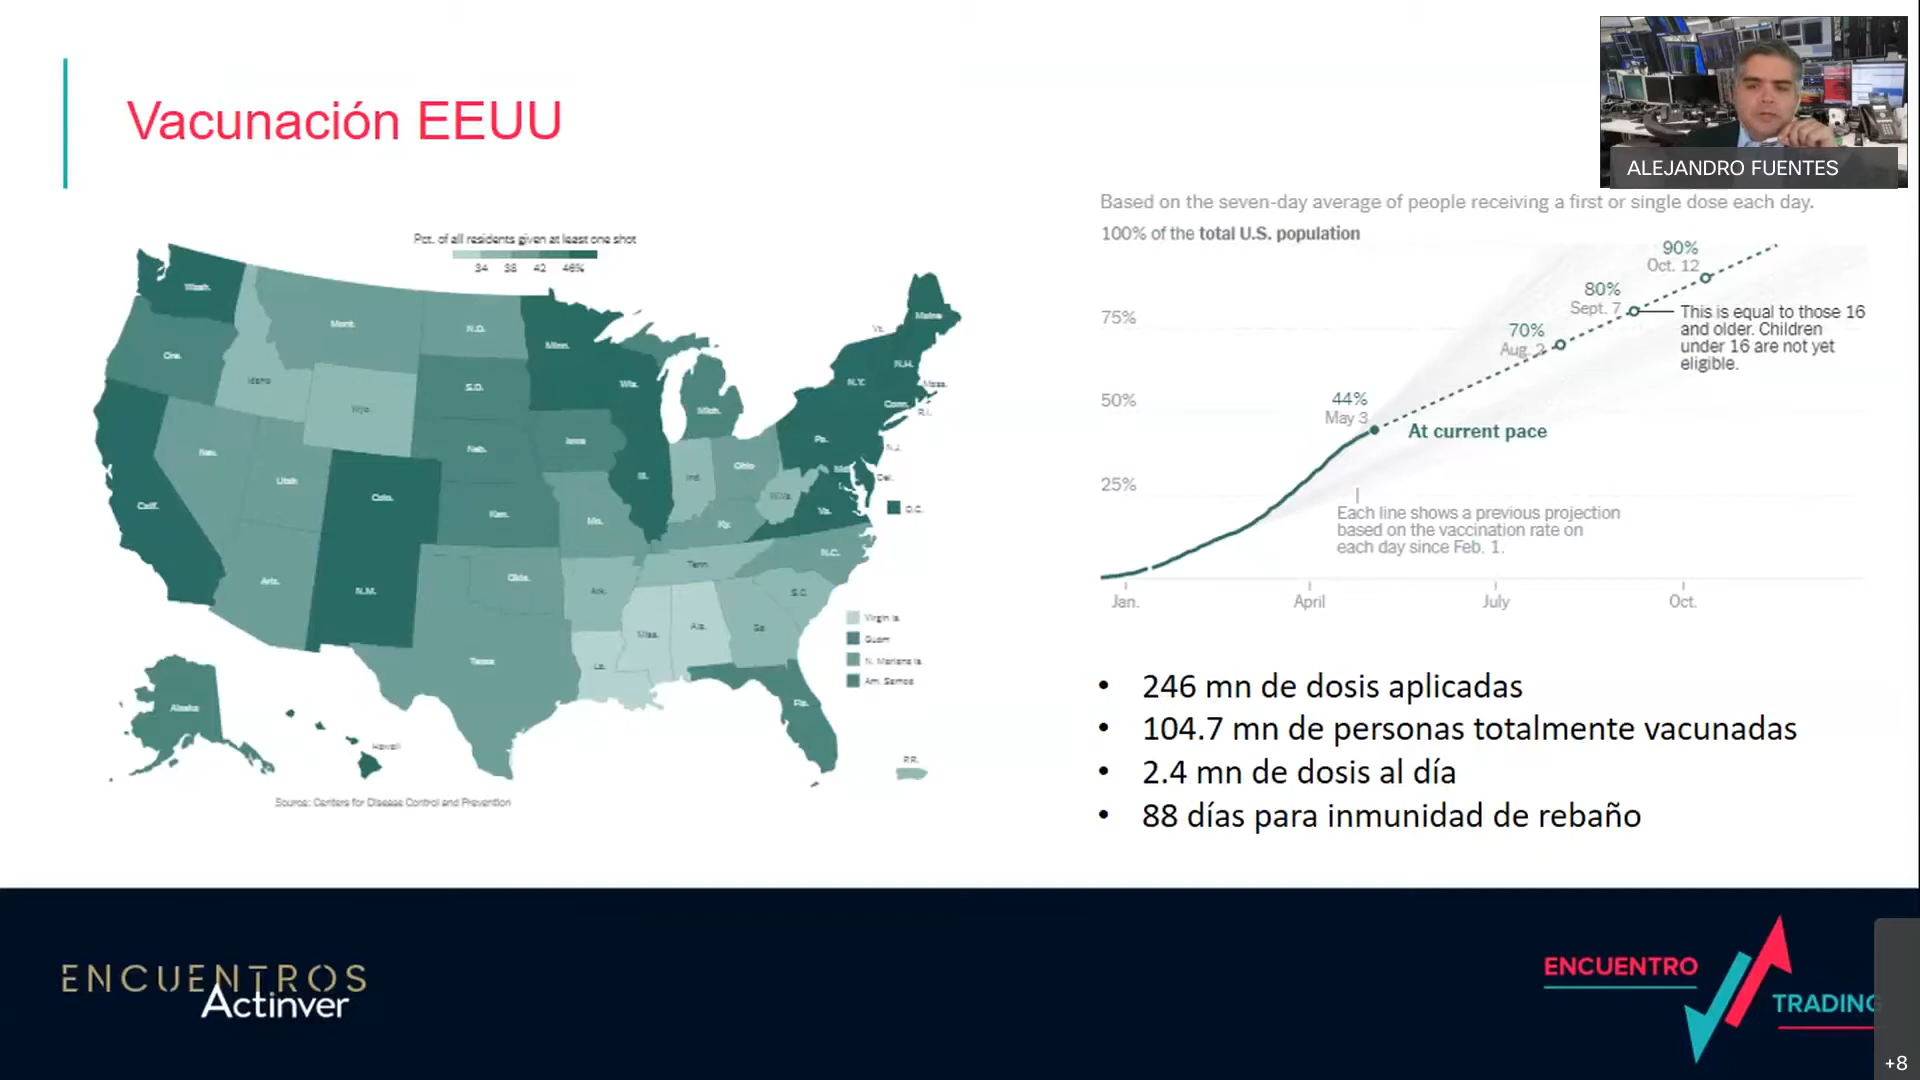 Vacunación EEUU
ALEJANDRO FUENTES
Pct. of all residents given at least one shot
34 38 42 46%
Wash.
Ore.
Calif.
Idaho
Nev.
Mont.
Wyo.
Utah
Ariz.
Colo.
N.M.
N.D.
S.D.
Neb.
Kan.
Okla.
Texas
Minn.
Iowa
Mo.
Ark.
La.
Wis.
Ill.
Mich.
Ind.
Ohio
Ky.
Tenn.
Miss.
Ala.
Ga.
Fla.
S.C.
N.C.
Va.
W.Va.
Pa.
N.Y.
Vt.
Maine
N.H.
Mass.
Conn.
R.I.
N.J.
Md.
Del.
D.C.
Virgin Is.
Guam
N. Mariana Is.
Am. Samoa
Alaska
Hawaii
P.R.
Source: Centers for Disease Control and Prevention
Based on the seven-day average of people receiving a first or single dose each day.
100% of the total U.S. population
75%
50%
25%
90%
Oct. 12
80%
Sept. 7
70%
Aug. 2
44%
May 3
At current pace
This is equal to those 16
and older. Children
under 16 are not yet
eligible.
Each line shows a previous projection
based on the vaccination rate on
each day since Feb. 1.
Jan. April July Oct.
• 246 mn de dosis aplicadas
• 104.7 mn de personas totalmente vacunadas
• 2.4 mn de dosis al día
• 88 días para inmunidad de rebaño
ENCUENTROS
Actinver
ENCUENTRO
TRADING
+8